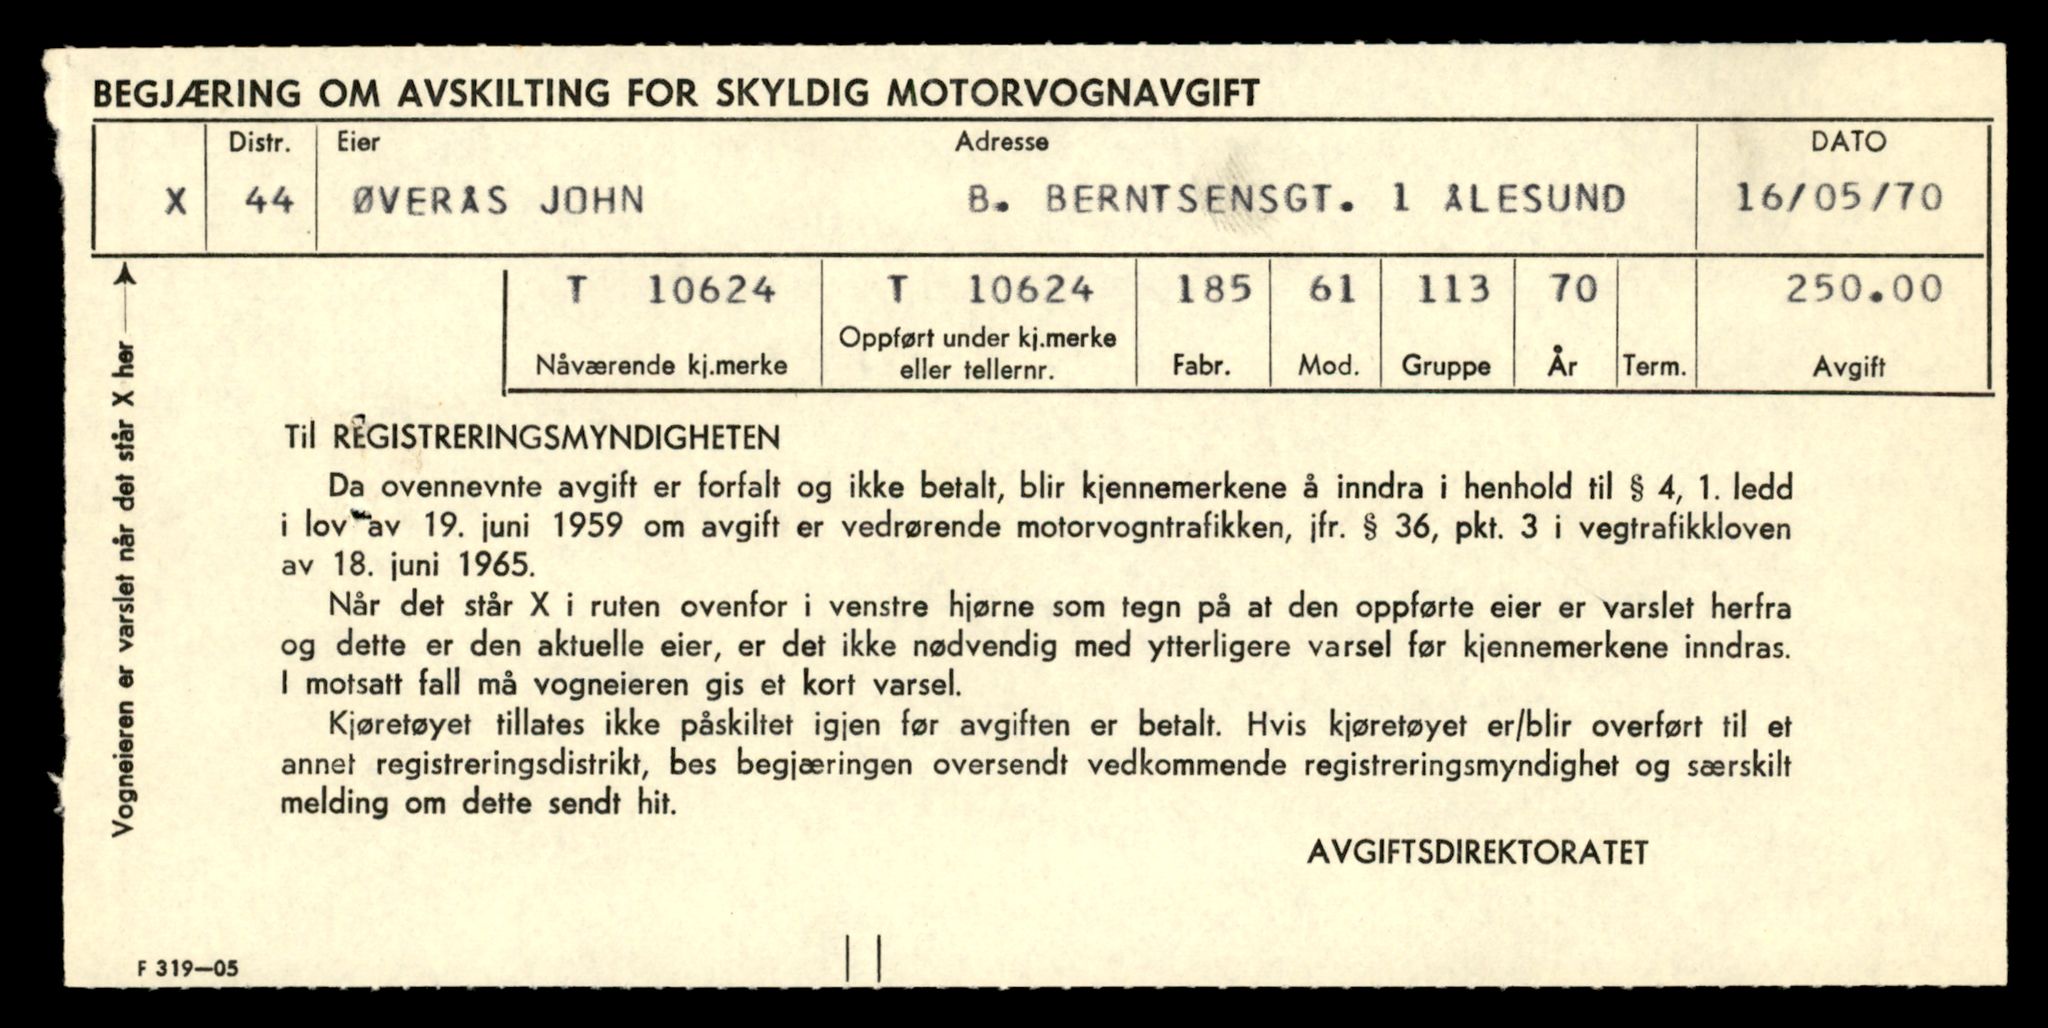 BEGJÆRING OM AVSKILTING FOR SKYLDIG MOTORVOGNAVGIFT
Distr. Eier Adresse DATO
X 44 ØVERÅS JOHN B. BERNTSENSGT. 1 ÅLESUND 16/05/70
T 10624 T 10624 185 61 113 70 250.00
Nåværende kj.merke Oppført under kj.merke eller tellernr. Fabr. Mod. Gruppe År Term. Avgift
Vogneieren er varslet når det står X her
Til REGISTRERINGSMYNDIGHETEN
Da ovennevnte avgift er forfalt og ikke betalt, blir kjennemerkene å inndra i henhold til § 4, 1. ledd
i lov av 19. juni 1959 om avgift er vedrørende motorvogntrafikken, jfr. § 36, pkt. 3 i vegtrafikkloven
av 18. juni 1965.
Når det står X i ruten ovenfor i venstre hjørne som tegn på at den oppførte eier er varslet herfra
og dette er den aktuelle eier, er det ikke nødvendig med ytterligere varsel før kjennemerkene inndras.
I motsatt fall må vogneieren gis et kort varsel.
Kjøretøyet tillates ikke påskiltet igjen før avgiften er betalt. Hvis kjøretøyet er/blir overført til et
annet registreringsdistrikt, bes begjæringen oversendt vedkommende registreringsmyndighet og særskilt
melding om dette sendt hit.
AVGIFTSDIREKTORATET
F 319—05